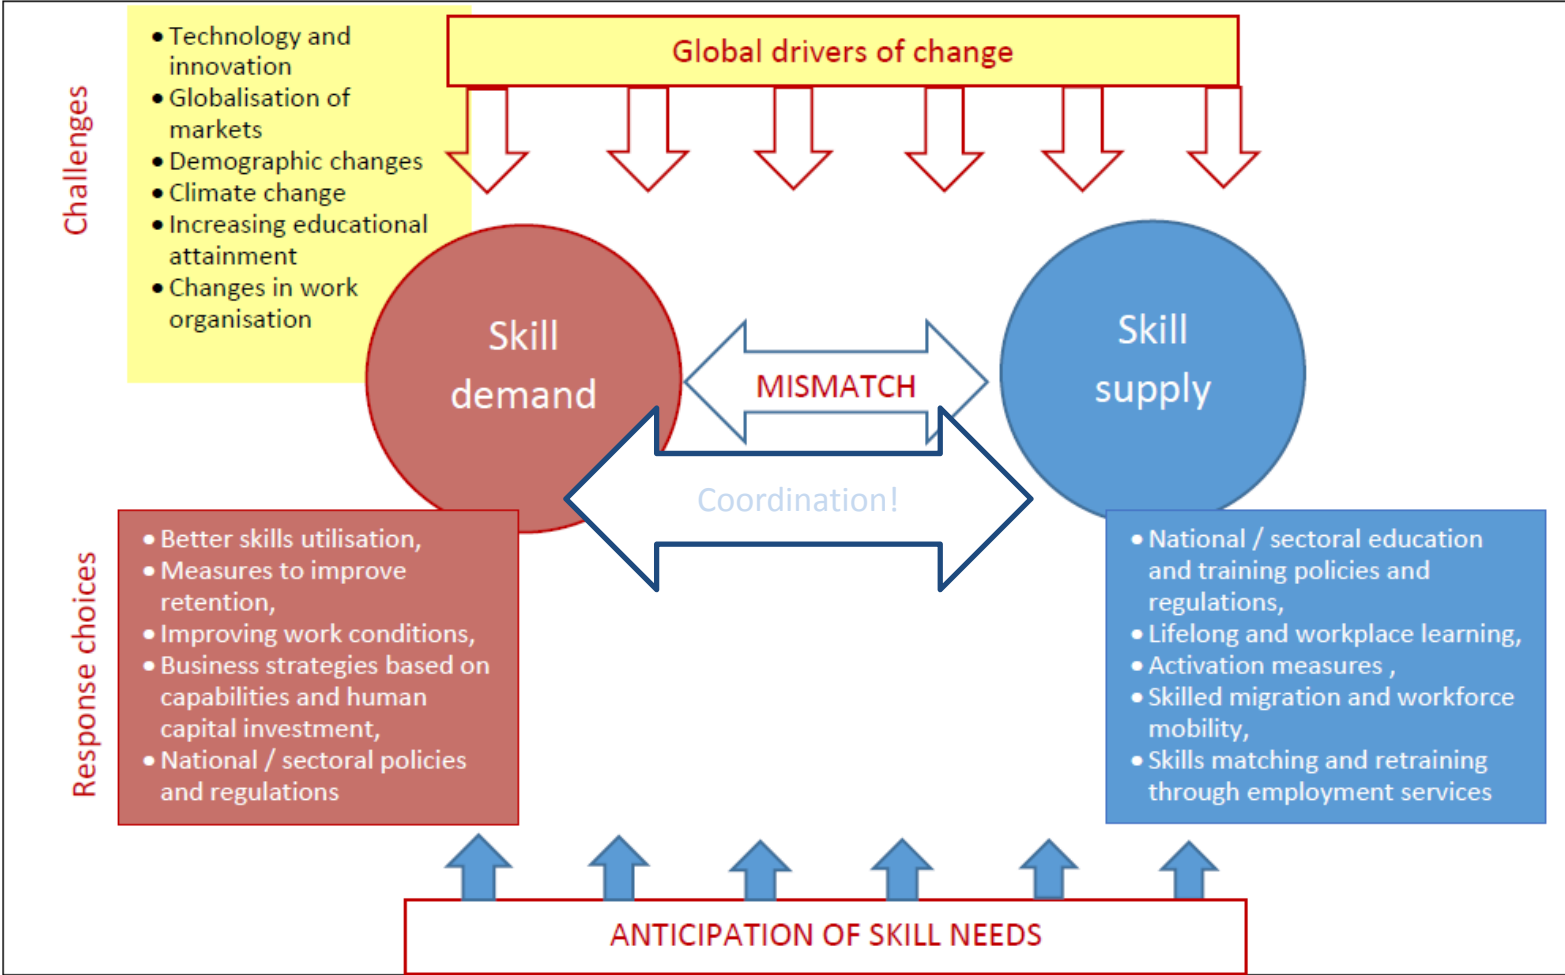 Challenges
• Technology and
innovation
• Globalisation of
markets
• Demographic changes
• Climate change
• Increasing educational
attainment
• Changes in work
organisation
Global drivers of change
Skill
demand
MISMATCH
Skill
supply
Coordination!
Response choices
• Better skills utilisation,
• Measures to improve
retention,
• Improving work conditions,
• Business strategies based on
capabilities and human
capital investment,
• National / sectoral policies
and regulations
• National / sectoral education
and training policies and
regulations,
• Lifelong and workplace learning,
• Activation measures ,
• Skilled migration and workforce
mobility,
• Skills matching and retraining
through employment services
ANTICIPATION OF SKILL NEEDS